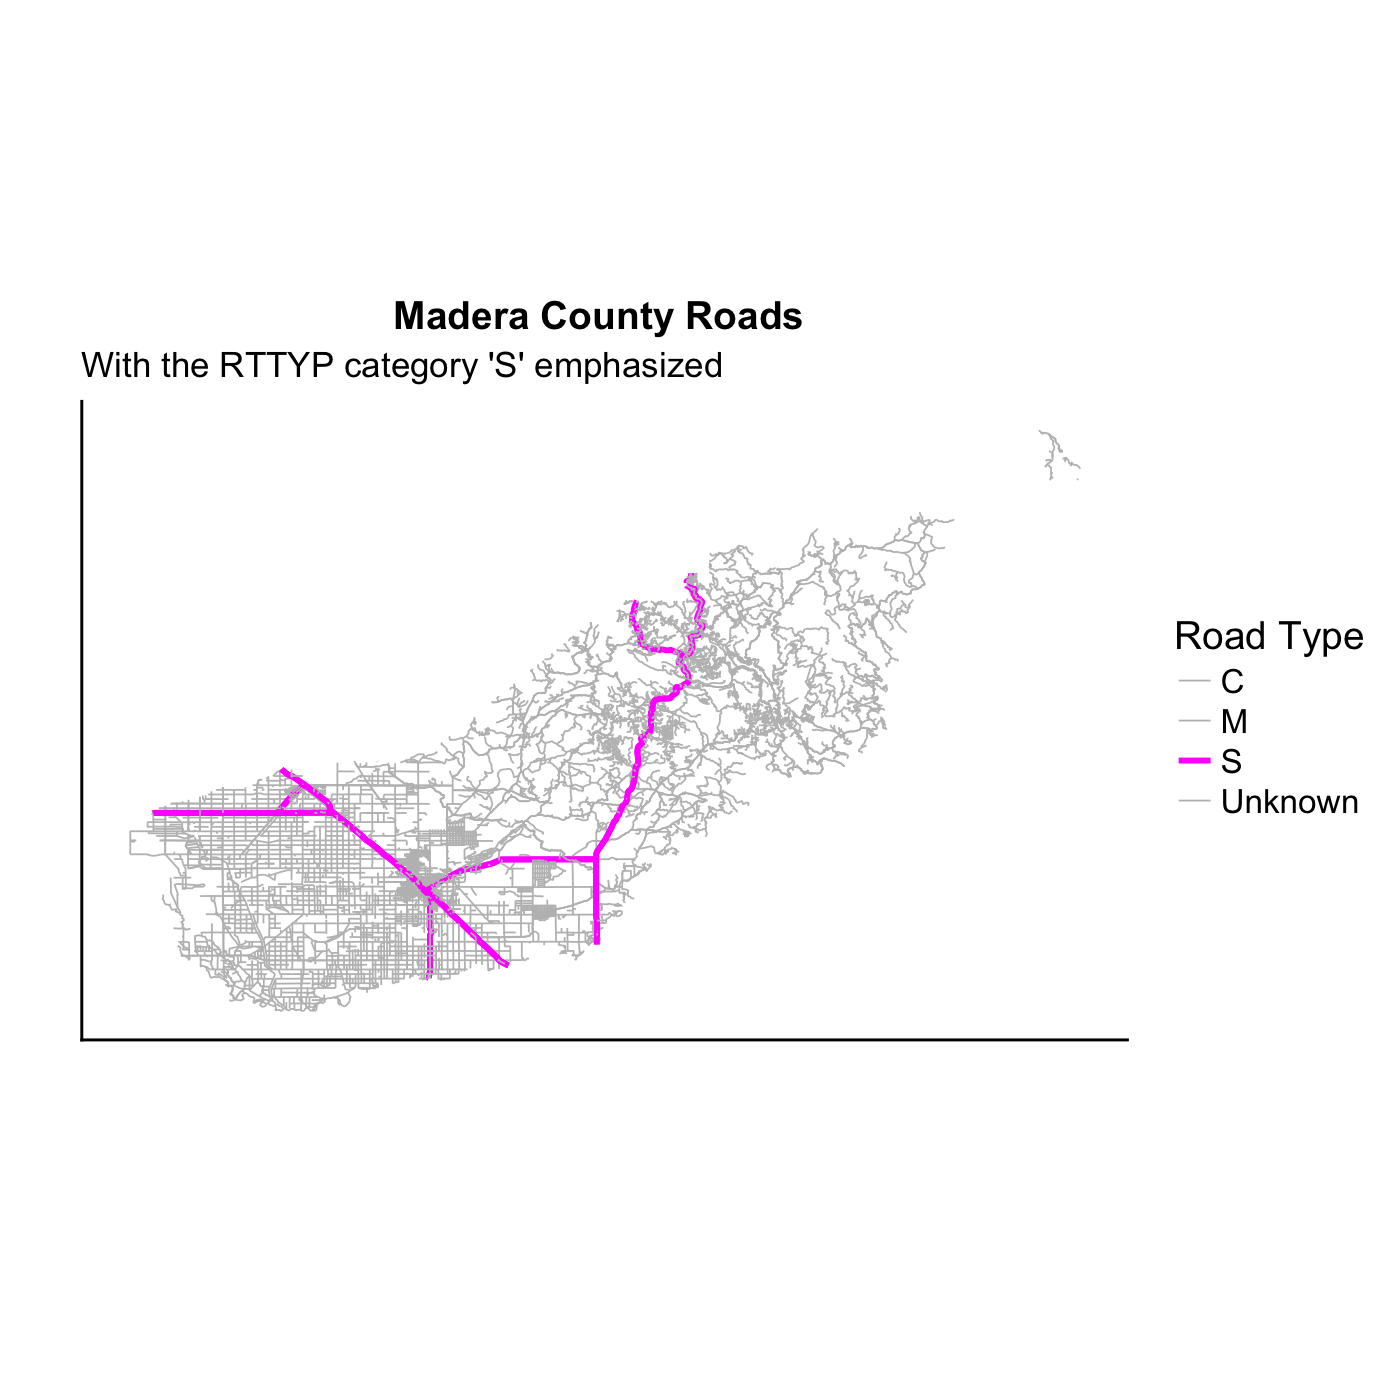 Madera County Roads
With the RTTYP category 'S' emphasized
Road Type
C
M
S
Unknown